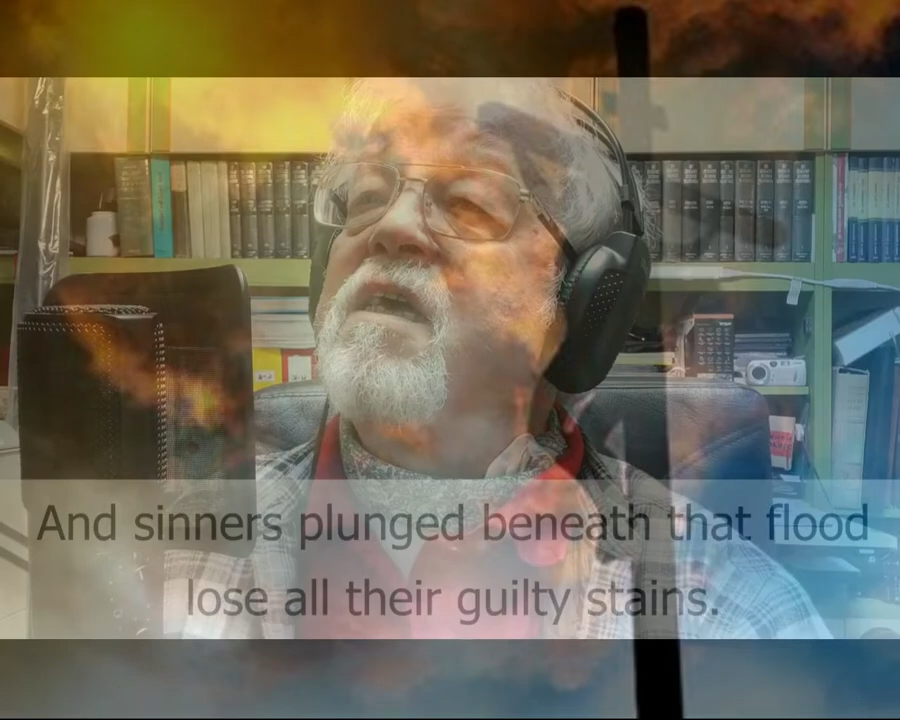 And sinners plunged beneath that flood
lose all their guilty stains.